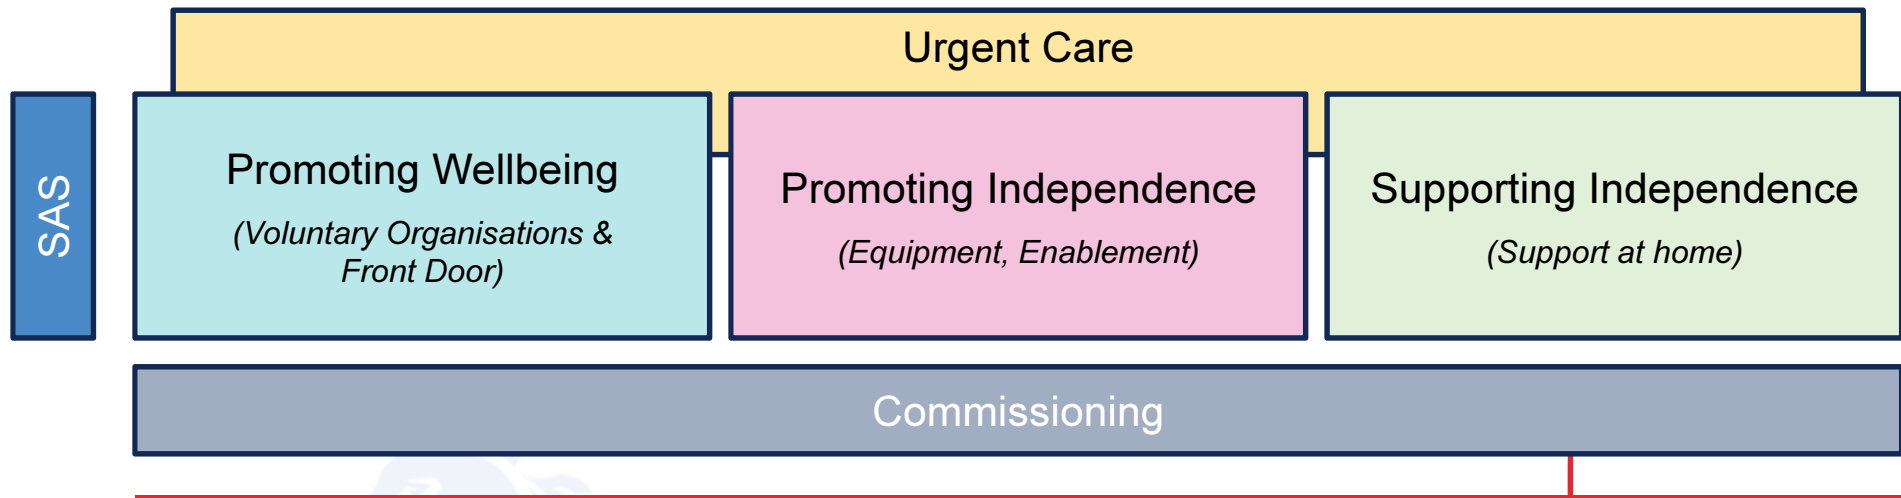 Urgent Care
SAS
Promoting Wellbeing
(Voluntary Organisations &
Front Door)
Promoting Independence
(Equipment, Enablement)
Supporting Independence
(Support at home)
Commissioning